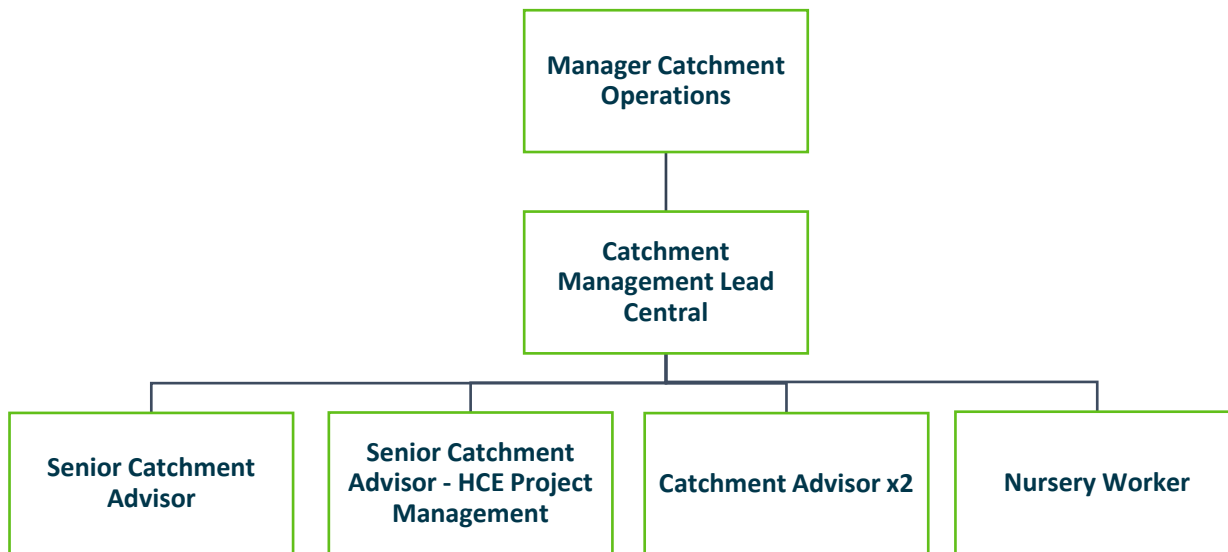 Manager Catchment
Operations
Catchment
Management Lead
Central
Senior Catchment
Advisor
Senior Catchment
Advisor - HCE Project
Management
Catchment Advisor x2
Nursery Worker